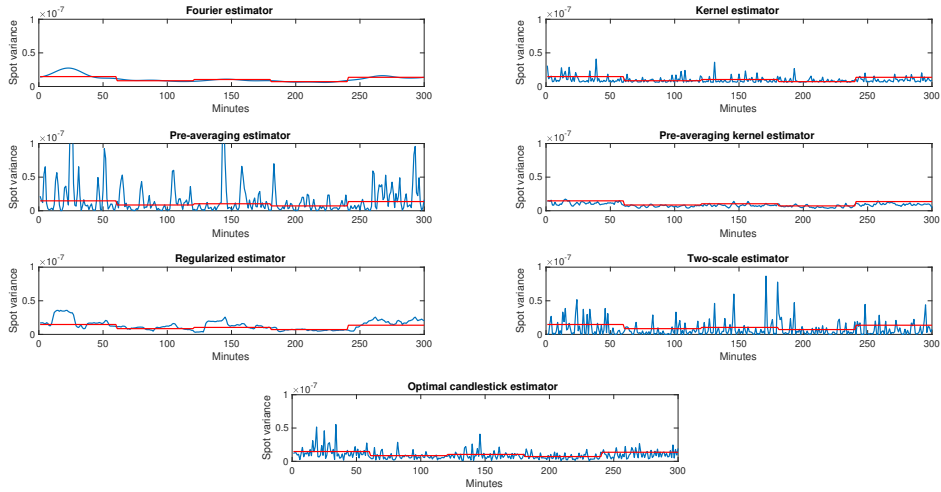 Fourier estimator
×10^-7
1
0.5
0
Spot variance
0 50 100 150 200 250 300
Minutes
Kernel estimator
×10^-7
1
0.5
0
Spot variance
0 50 100 150 200 250 300
Minutes
Pre-averaging estimator
×10^-7
1
0.5
0
Spot variance
0 50 100 150 200 250 300
Minutes
Pre-averaging kernel estimator
×10^-7
1
0.5
0
Spot variance
0 50 100 150 200 250 300
Minutes
Regularized estimator
×10^-7
1
0.5
0
Spot variance
0 50 100 150 200 250 300
Minutes
Two-scale estimator
×10^-7
1
0.5
0
Spot variance
0 50 100 150 200 250 300
Minutes
Optimal candlestick estimator
×10^-7
1
0.5
0
Spot variance
0 50 100 150 200 250 300
Minutes